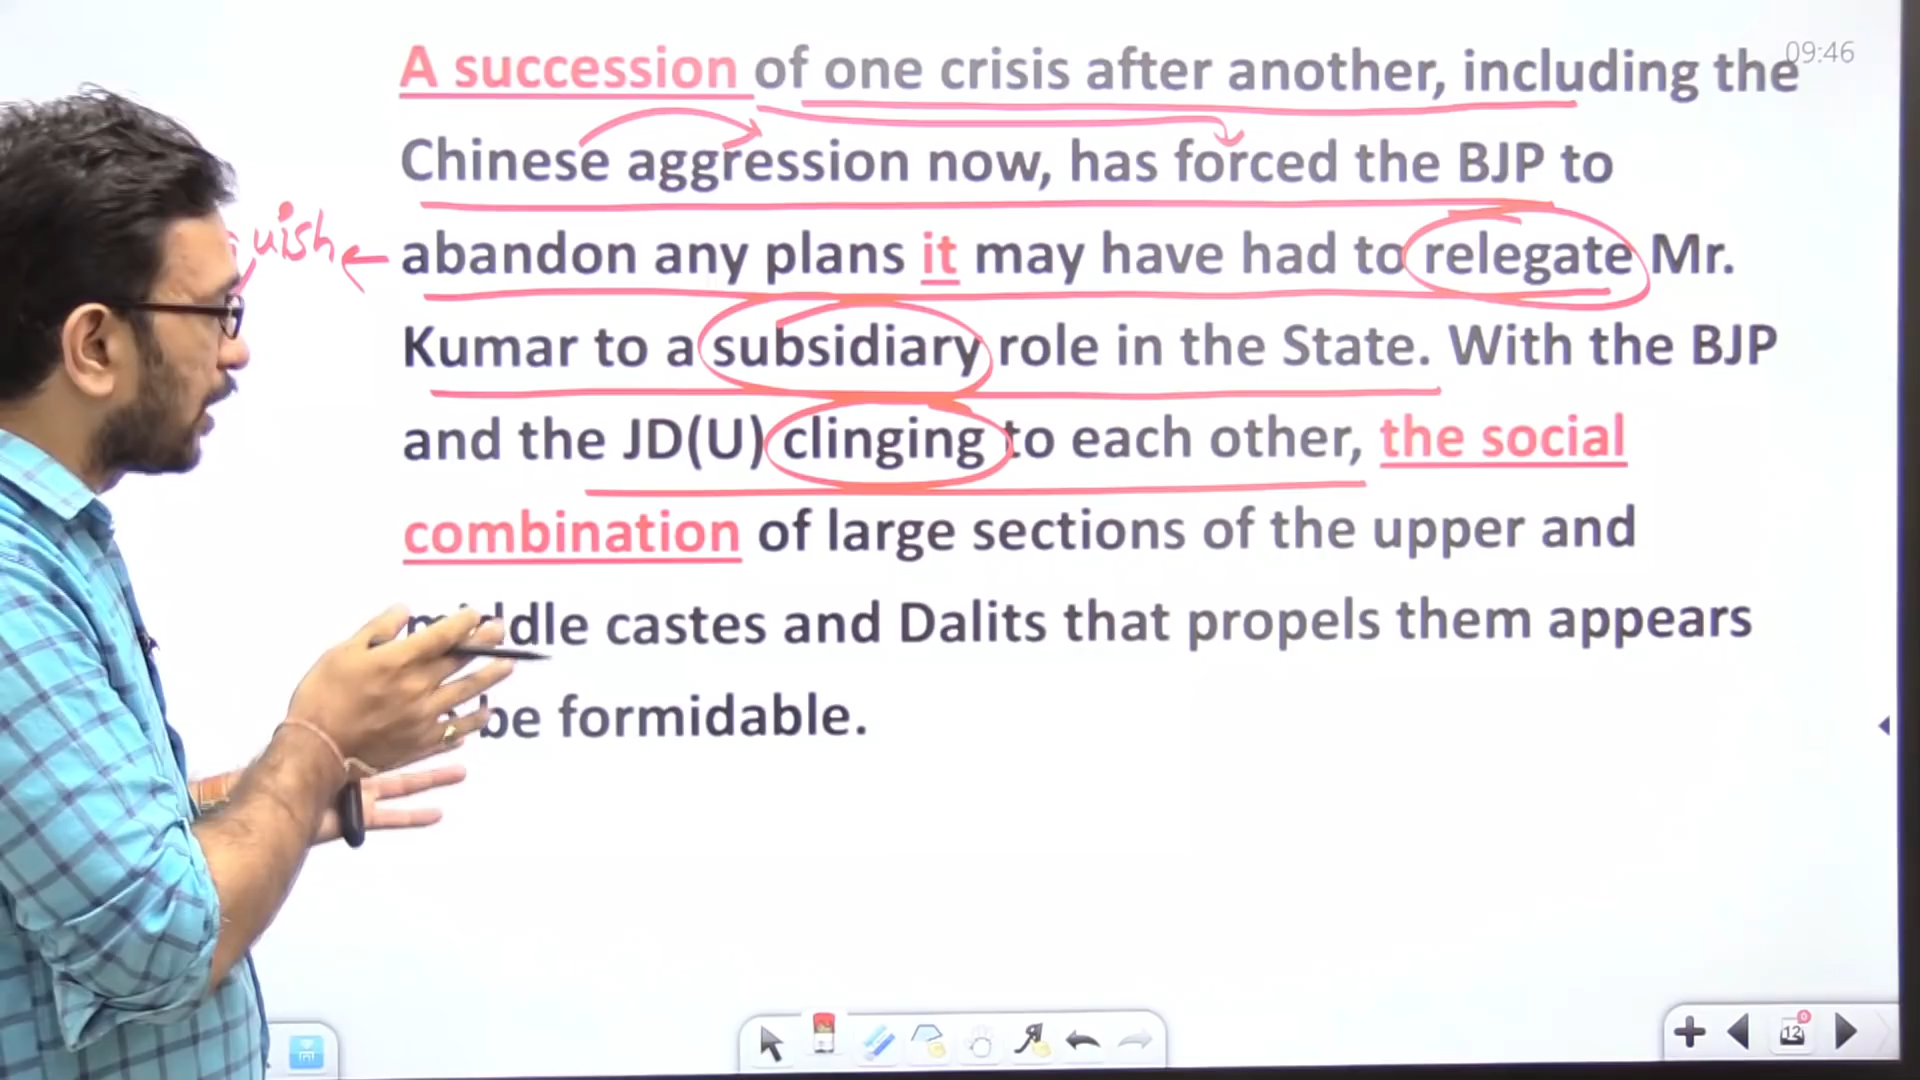 09:46
A succession of one crisis after another, including the
Chinese aggression now, has forced the BJP to
abandon any plans it may have had to relegate Mr.
Kumar to a subsidiary role in the State. With the BJP
and the JD(U) clinging to each other, the social
combination of large sections of the upper and
middle castes and Dalits that propels them appears
be formidable.
uish
12
0